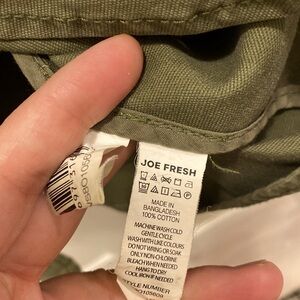 JOE FRESH
MADE IN
BANGLADESH
100% COTTON
MACHINE WASH COLD
GENTLE CYCLE
WASH WITH LIKE COLOURS
DO NOT WRING OR SOAK
ONLY NON-CHLORINE
BLEACH WHEN NEEDED
HANG TO DRY
COOL IRON IF NEEDED
STYLE NUMBER